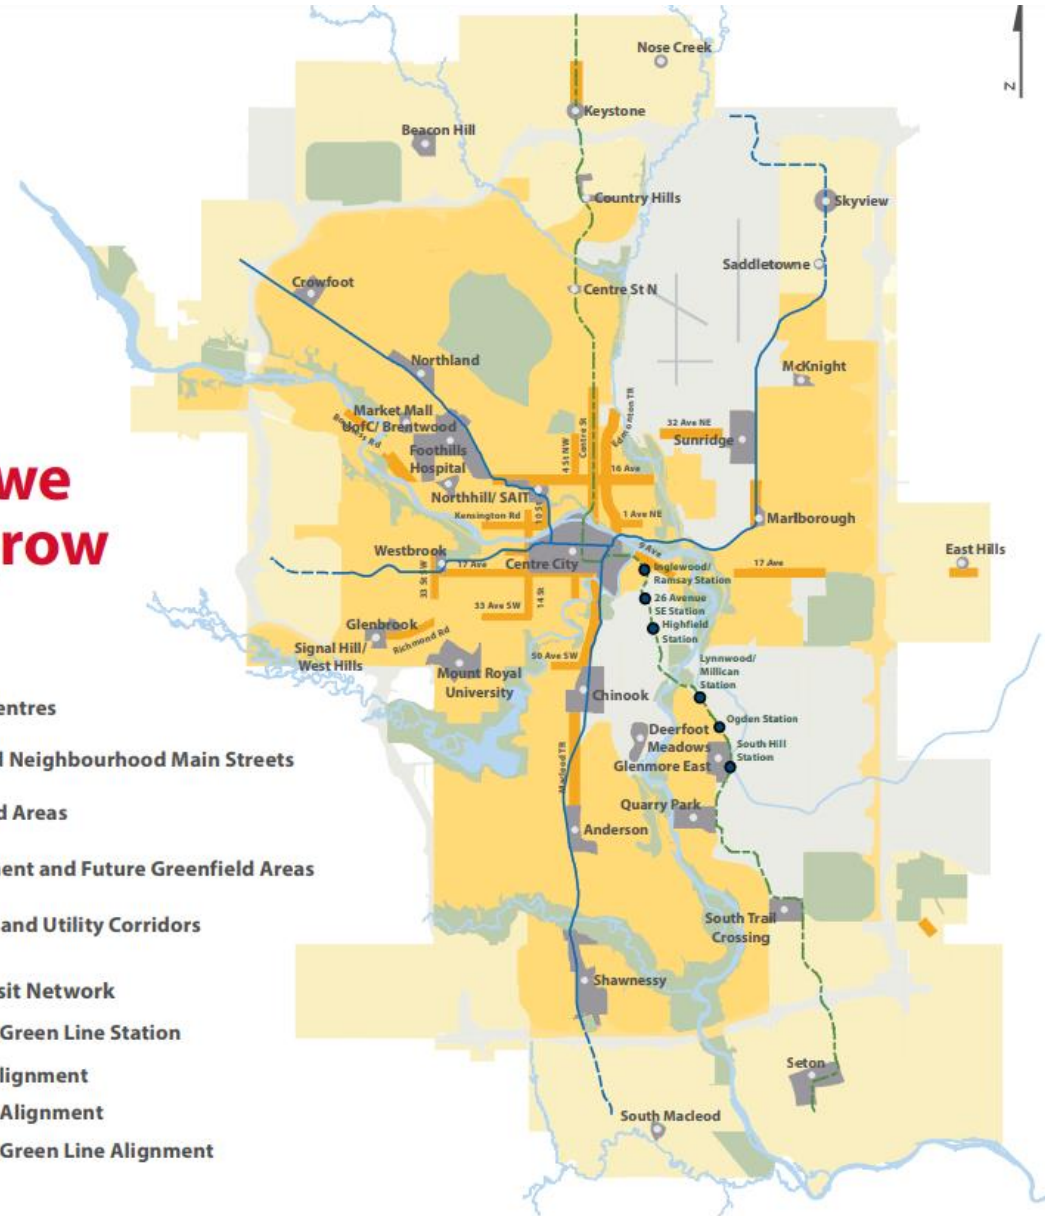 Nose Creek
Keystone
Beacon Hill
Country Hills
Skyview
Saddletowne
Crowfoot
Centre St N
Northland
McKnight
Market Mall
UofC/ Brentwood
Bowness Rd
Foothills
Hospital
4 St NW
Centre St
Edmonton TR
32 Ave NE
Sunridge
16 Ave
we
row
Northhill/ SAIT
10 St
Kensington Rd
1 Ave NE
Marlborough
Westbrook
17 Ave
Centre City
9 Ave
17 Ave
East Hills
Inglewood/
Ramsay Station
33 St SW
14 St
33 Ave SW
26 Avenue
SE Station
Highfield
Station
Glenbrook
Richmond Rd
Signal Hill/
West Hills
50 Ave SW
Mount Royal
University
Lynnwood/
Millican
Station
Chinook
Ogden Station
entres
Deerfoot
Meadows
South Hill
Station
Neighbourhood Main Streets
Glenmore East
Macleod TR
Quarry Park
d Areas
Anderson
ent and Future Greenfield Areas
and Utility Corridors
South Trail
Crossing
Shawnessy
sit Network
Green Line Station
Seton
lignment
Alignment
South Macleod
Green Line Alignment
N